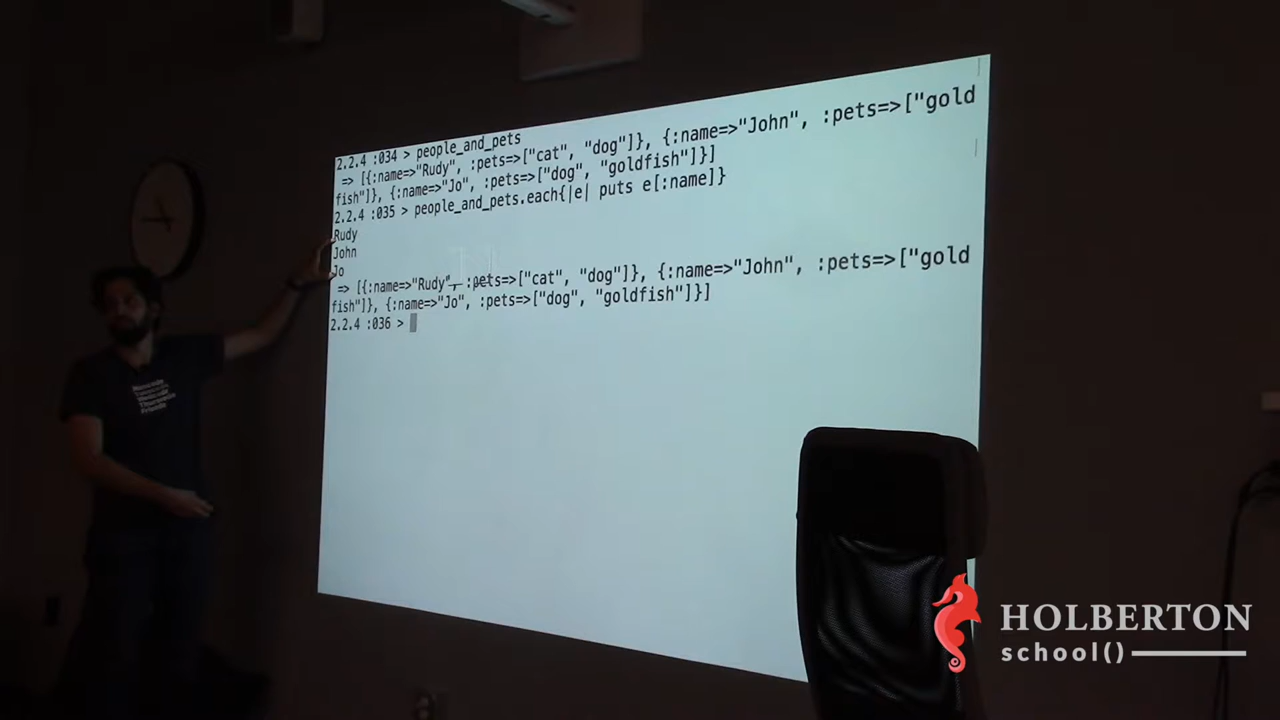 2.2.4 :034 > people_and_pets
=> [{:name=>"Rudy", :pets=>["cat", "dog"]}, {:name=>"John", :pets=>["gold
fish"]}, {:name=>"Jo", :pets=>["dog", "goldfish"]}]
2.2.4 :035 > people_and_pets.each{|e| puts e[:name]}
Rudy
John
Jo
=> [{:name=>"Rudy", :pets=>["cat", "dog"]}, {:name=>"John", :pets=>["gold
fish"]}, {:name=>"Jo", :pets=>["dog", "goldfish"]}]
2.2.4 :036 >
HOLBERTON
school()